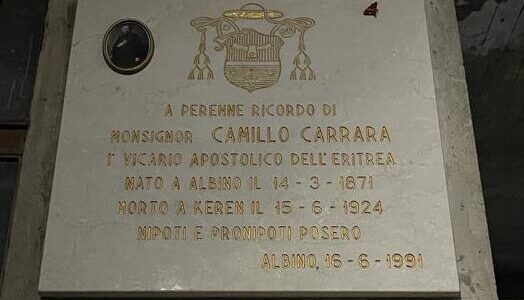 A PERENNE RICORDO DI
MONSIGNOR CAMILLO CARRARA
I° VICARIO APOSTOLICO DELL'ERITREA
NATO A ALBINO IL 14-3-1871
MORTO A KEREN IL 15-6-1924
NIPOTI E PRONIPOTI POSERO
ALBINO, 16-6-1991